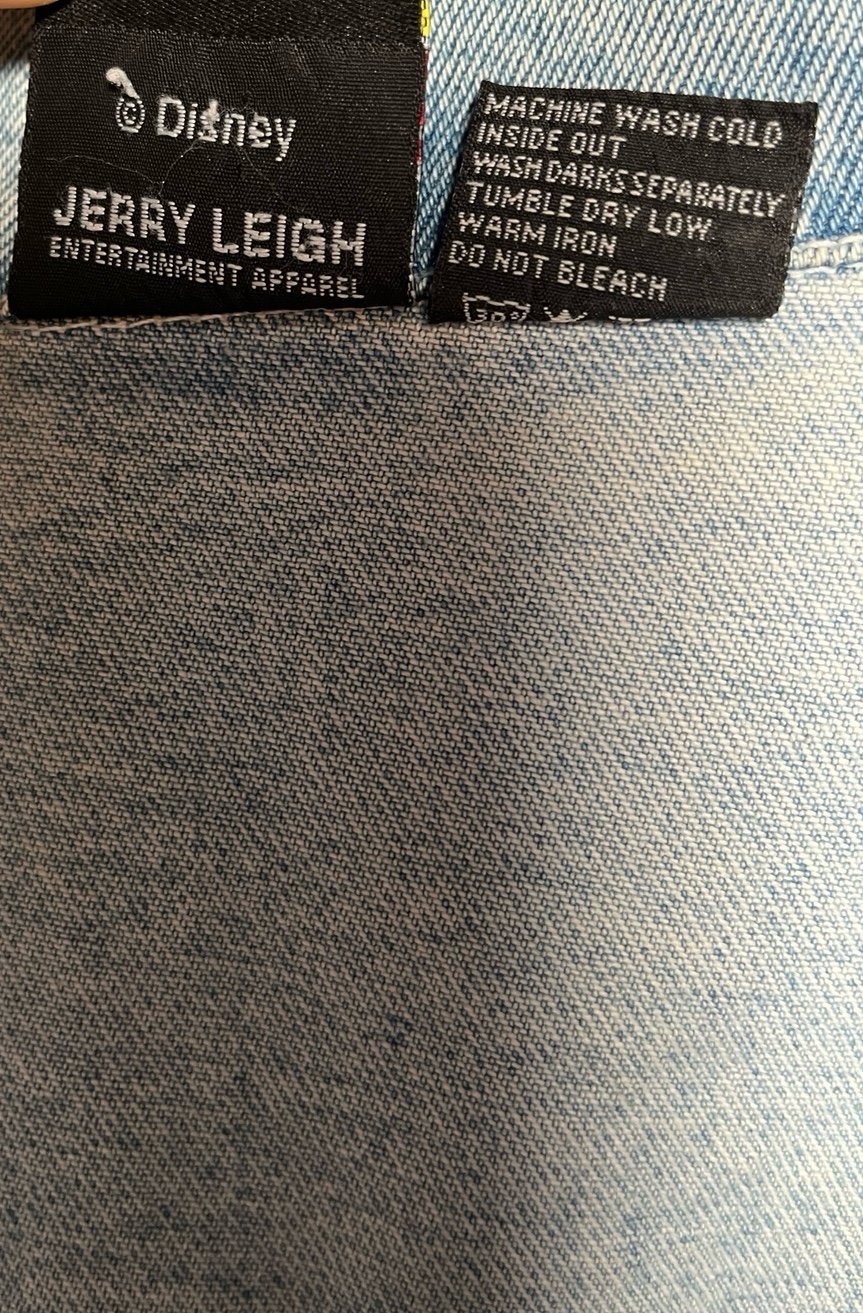 © Disney
JERRY LEIGH
ENTERTAINMENT APPAREL
MACHINE WASH COLD
INSIDE OUT
WASH DARKS SEPARATELY
TUMBLE DRY LOW
WARM IRON
DO NOT BLEACH